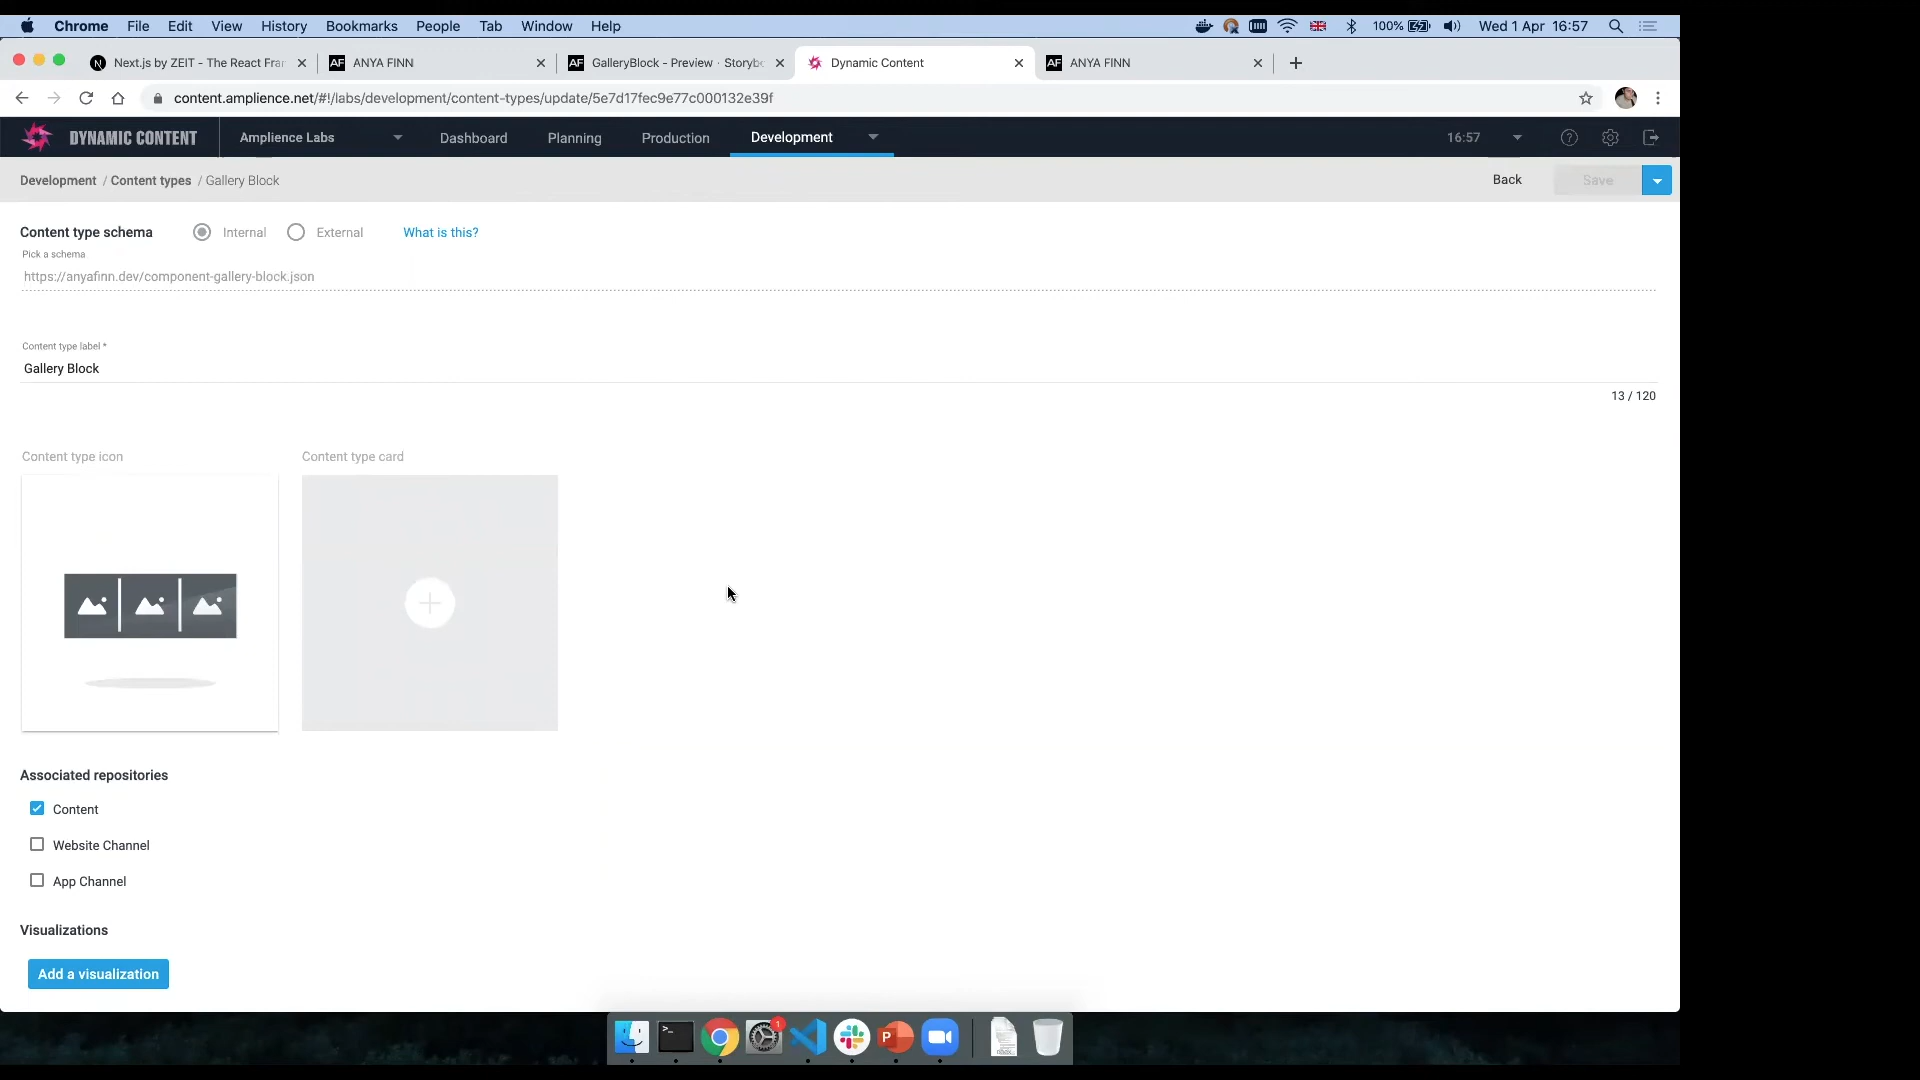 Chrome File Edit View History Bookmarks People Tab Window Help 100% Wed 1 Apr 16:57
Next.js by ZEIT - The React Fra
AF ANYA FINN
AF GalleryBlock - Preview · Storyb
Dynamic Content
AF ANYA FINN
content.amplience.net/#!/labs/development/content-types/update/5e7d17fec9e77c000132e39f
DYNAMIC CONTENT Amplience Labs Dashboard Planning Production Development 16:57
Development / Content types / Gallery Block Back Save
Content type schema Internal External What is this?
Pick a schema
https://anyafinn.dev/component-gallery-block.json
Content type label *
Gallery Block
13 / 120
Content type icon Content type card
Associated repositories
Content
Website Channel
App Channel
Visualizations
Add a visualization
1